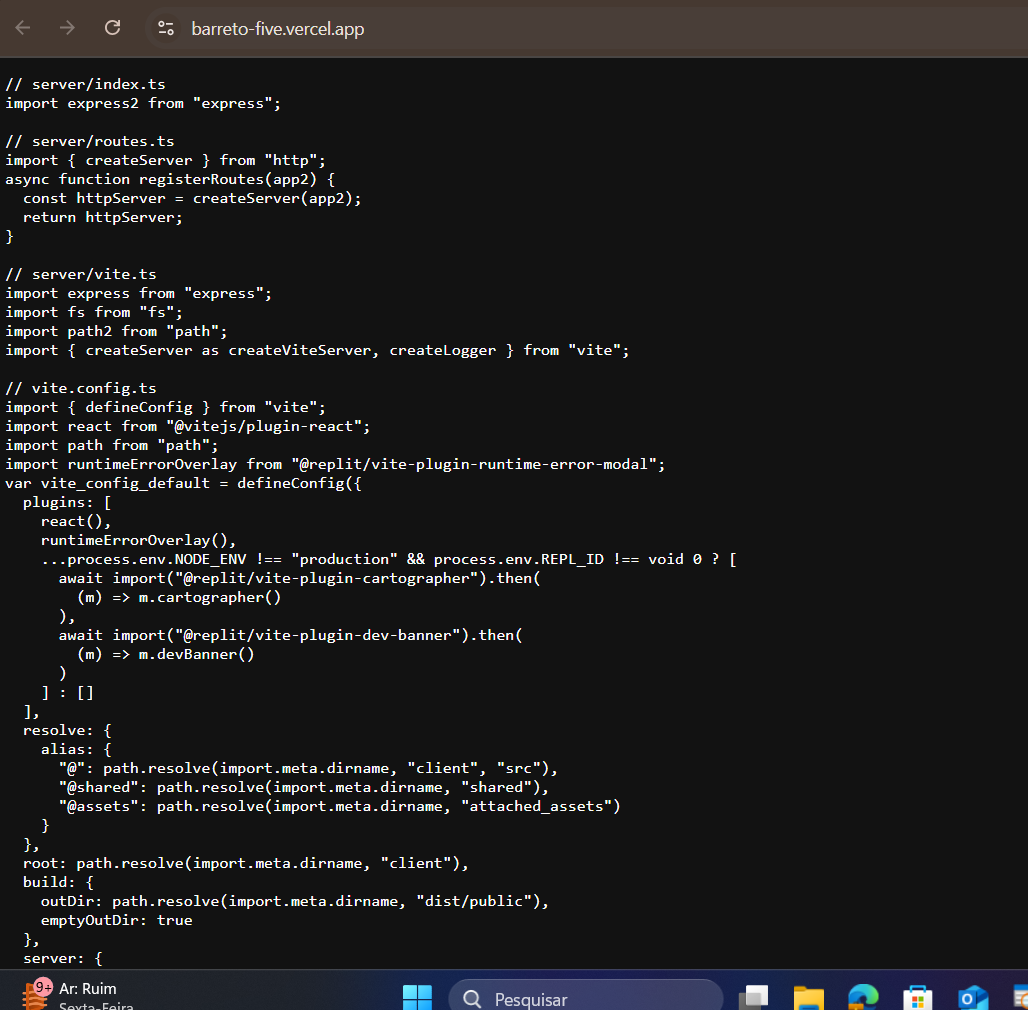 barreto-five.vercel.app
// server/index.ts
import express2 from "express";
// server/routes.ts
import { createServer } from "http";
async function registerRoutes(app2) {
  const httpServer = createServer(app2);
  return httpServer;
}
// server/vite.ts
import express from "express";
import fs from "fs";
import path2 from "path";
import { createServer as createViteServer, createLogger } from "vite";
// vite.config.ts
import { defineConfig } from "vite";
import react from "@vitejs/plugin-react";
import path from "path";
import runtimeErrorOverlay from "@replit/vite-plugin-runtime-error-modal";
var vite_config_default = defineConfig({
  plugins: [
    react(),
    runtimeErrorOverlay(),
    ...process.env.NODE_ENV !== "production" && process.env.REPL_ID !== void 0 ? [
      await import("@replit/vite-plugin-cartographer").then(
        (m) => m.cartographer()
      ),
      await import("@replit/vite-plugin-dev-banner").then(
        (m) => m.devBanner()
      )
    ] : []
  ],
  resolve: {
    alias: {
      "@": path.resolve(import.meta.dirname, "client", "src"),
      "@shared": path.resolve(import.meta.dirname, "shared"),
      "@assets": path.resolve(import.meta.dirname, "attached_assets")
    }
  },
  root: path.resolve(import.meta.dirname, "client"),
  build: {
    outDir: path.resolve(import.meta.dirname, "dist/public"),
    emptyOutDir: true
  },
  server: {
9+
Ar: Ruim
Sexta-Feira
Pesquisar